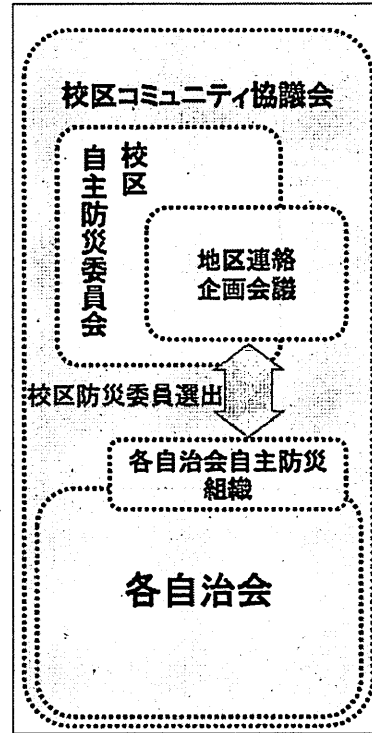 校区コミュニティ協議会
校区
自主防災委員会
地区連絡
企画会議
校区防災委員選出
各自治会自主防災
組織
各自治会